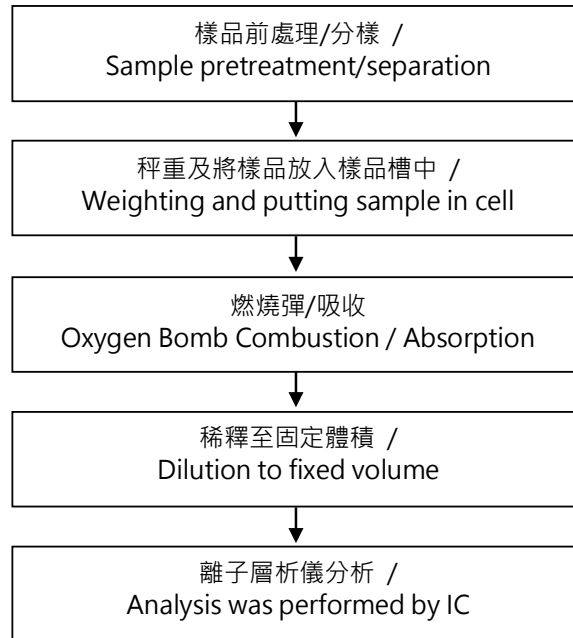 樣品前處理/分樣 /
Sample pretreatment/separation
秤重及將樣品放入樣品槽中 /
Weighting and putting sample in cell
燃燒彈/吸收
Oxygen Bomb Combustion / Absorption
稀釋至固定體積 /
Dilution to fixed volume
離子層析儀分析 /
Analysis was performed by IC